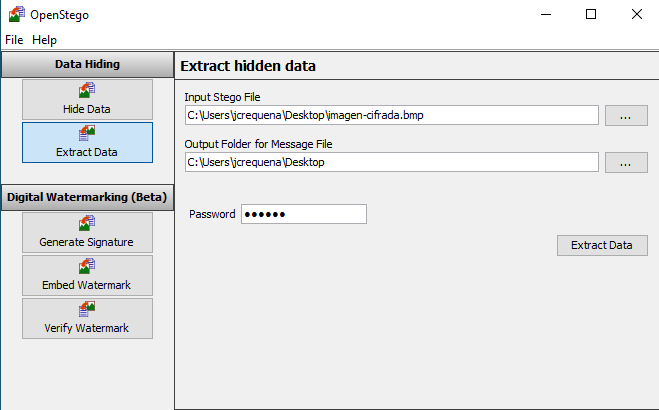 OpenStego
File Help
Data Hiding
Hide Data
Extract Data
Digital Watermarking (Beta)
Generate Signature
Embed Watermark
Verify Watermark
Extract hidden data
Input Stego File
C:\Users\jcrequena\Desktop\imagen-cifrada.bmp
...
Output Folder for Message File
C:\Users\jcrequena\Desktop
...
Password ●●●●●●
Extract Data